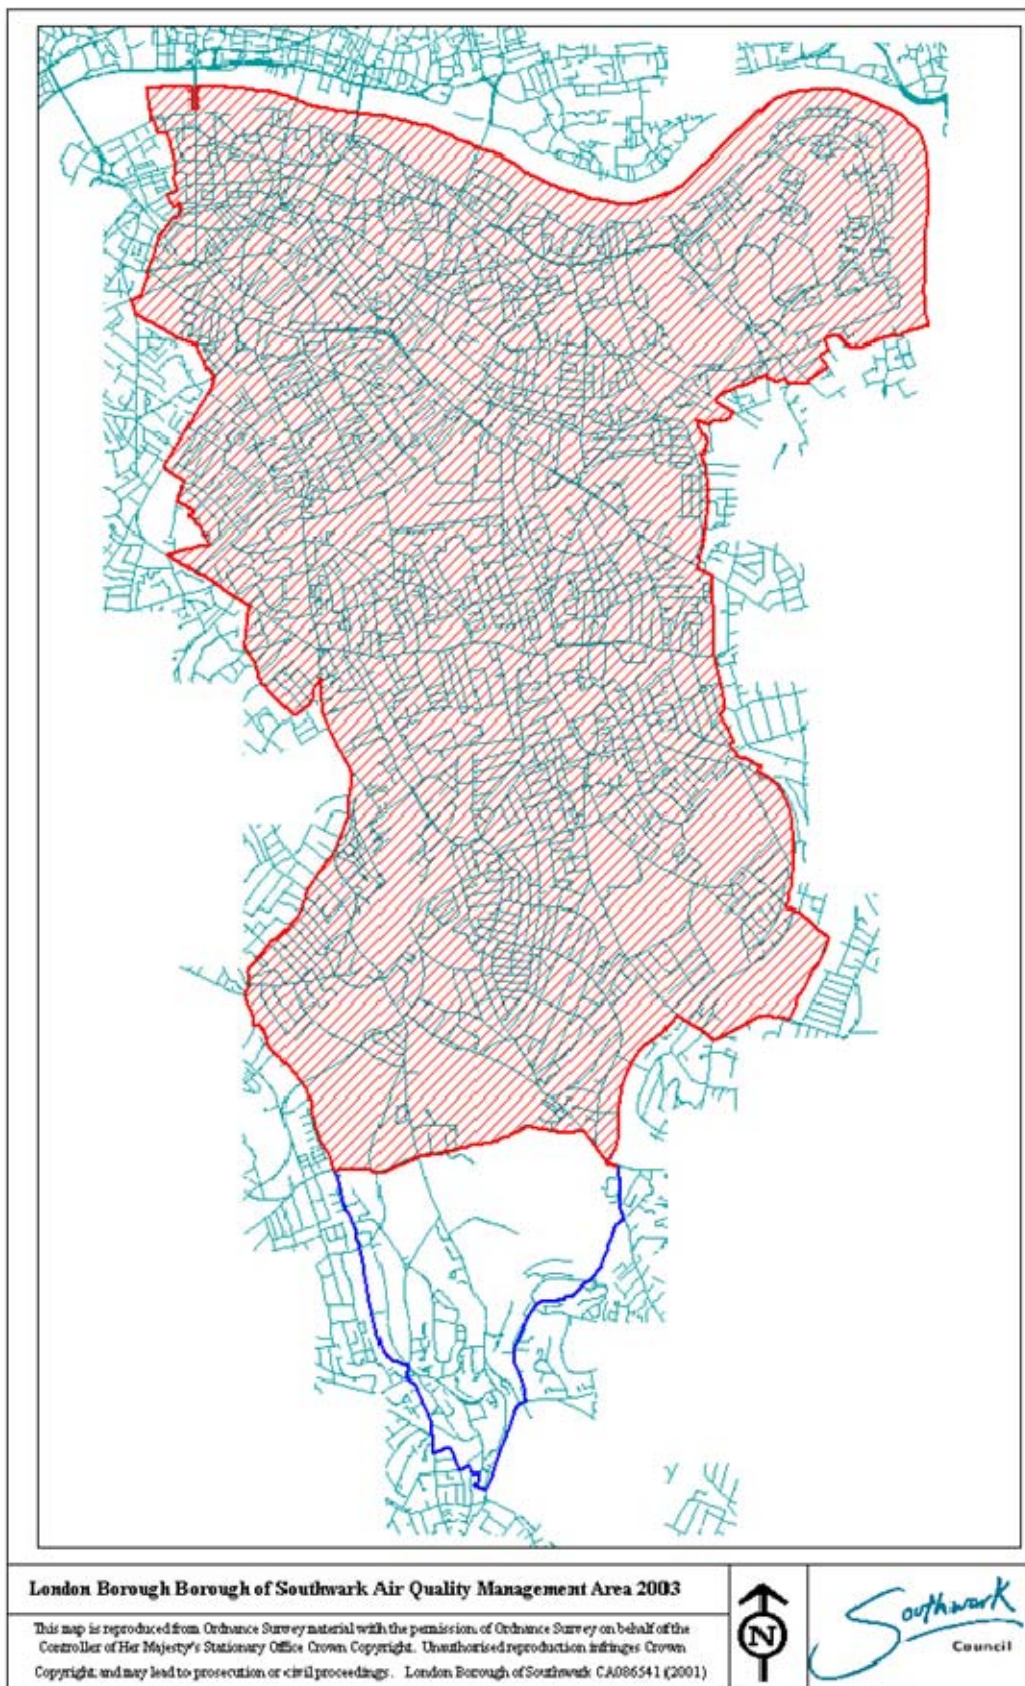 London Borough Borough of Southwark Air Quality Management Area 2003
This map is reproduced from Ordnance Survey material with the permission of Ordnance Survey on behalf of the
Controller of Her Majesty's Stationary Office Crown Copyright. Unauthorised reproduction infringes Crown
Copyright and may lead to prosecution or civil proceedings. London Borough of Southwark CA086541 (2001)
N
Southwark
Council